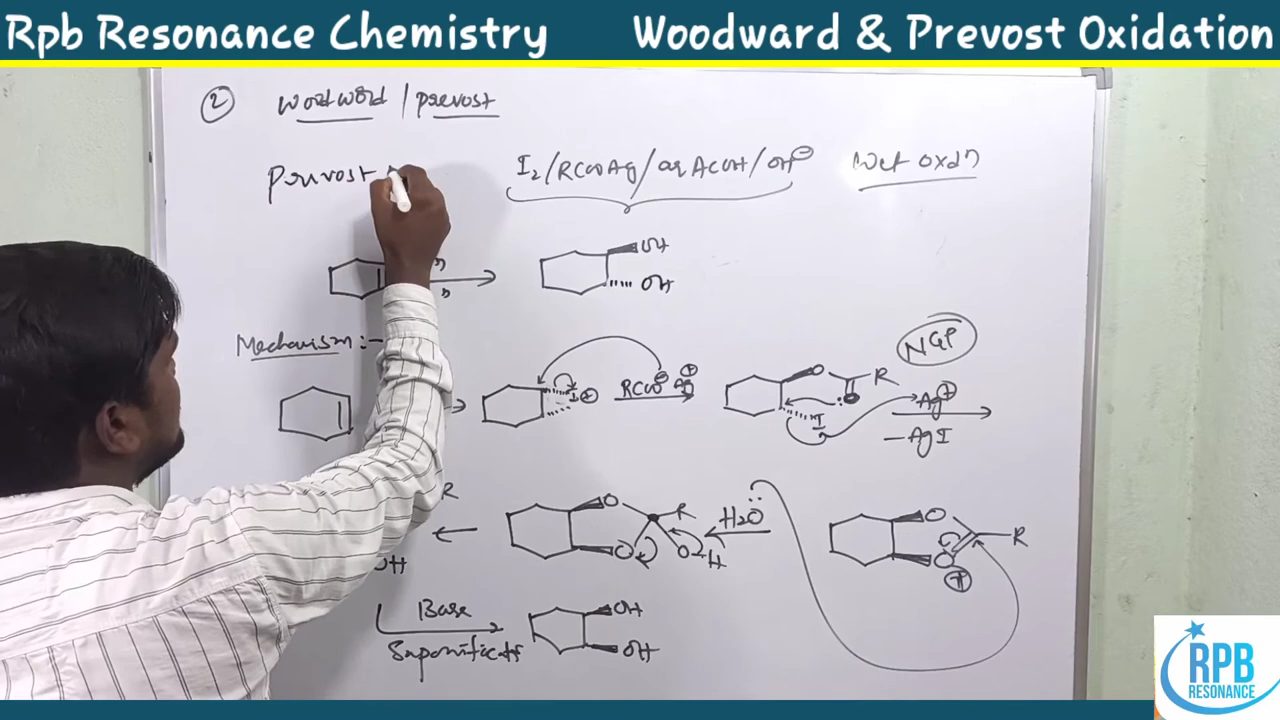 Rpb Resonance Chemistry Woodward & Prevost Oxidation
② Woodword / prevost
Prevost
I₂/RCOOAg/aq AcOH/OH⊖ Wet oxdn
OH
OH
Mechanism :-
NGP
I⊕ RCOO⊖ Ag⊕ O R
O
I Ag⊕
- AgI
R O R H₂O O
O O-H O⊕ R
OH
Base OH
Saponificatn OH
RPB
RESONANCE